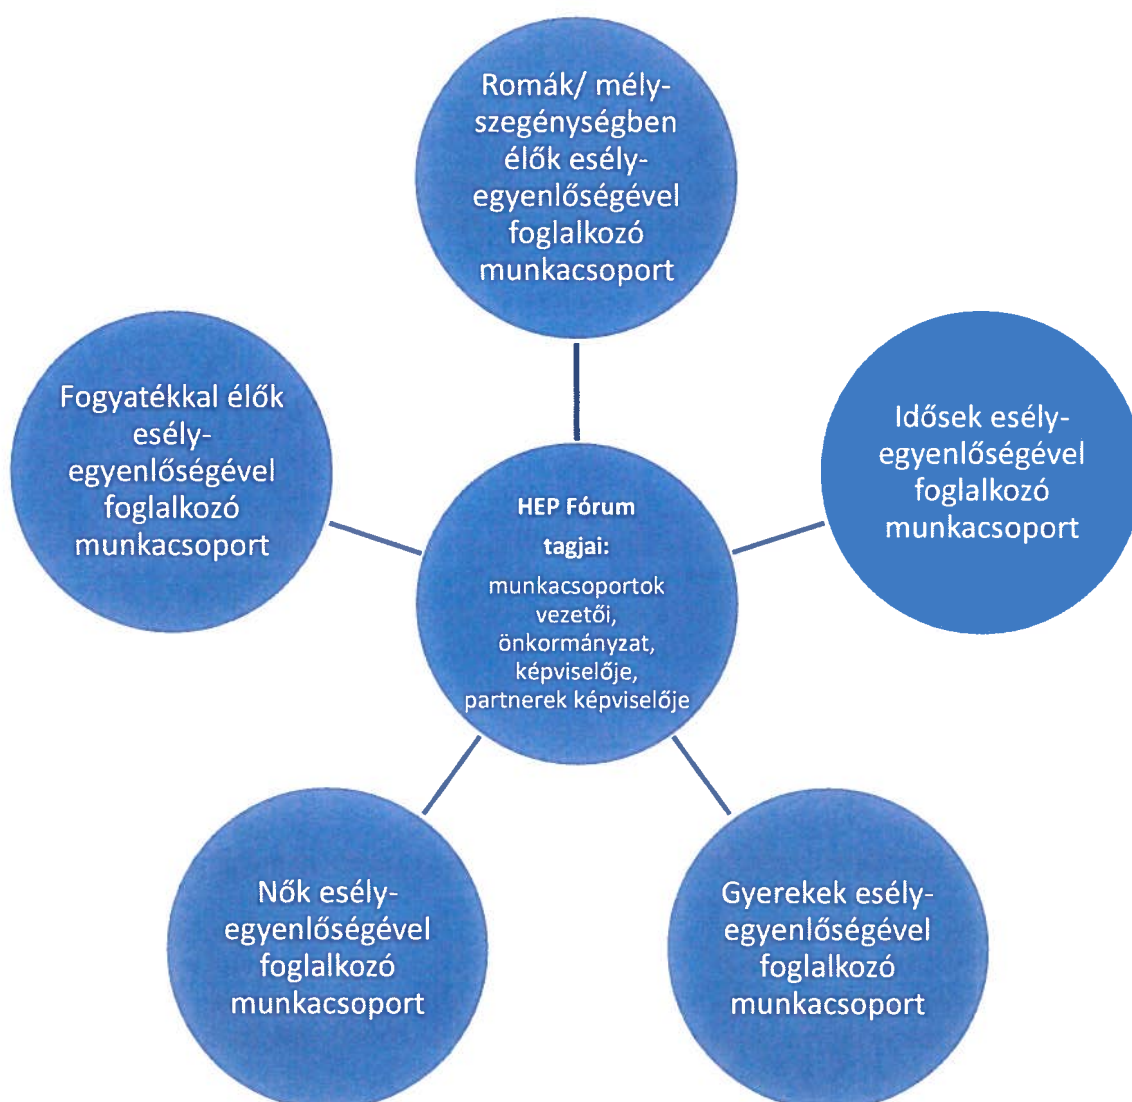 Romák/ mély-
szegénységben
élők esély-
egyenlőségével
foglalkozó
munkacsoport
Fogyatékkal élők
esély-
egyenlőségével
foglalkozó
munkacsoport
Idősek esély-
egyenlőségével
foglalkozó
munkacsoport
HEP Fórum
tagjai:
munkacsoportok
vezetői,
önkormányzat,
képviselője,
partnerek képviselője
Nők esély-
egyenlőségével
foglalkozó
munkacsoport
Gyerekek esély-
egyenlőségével
foglalkozó
munkacsoport